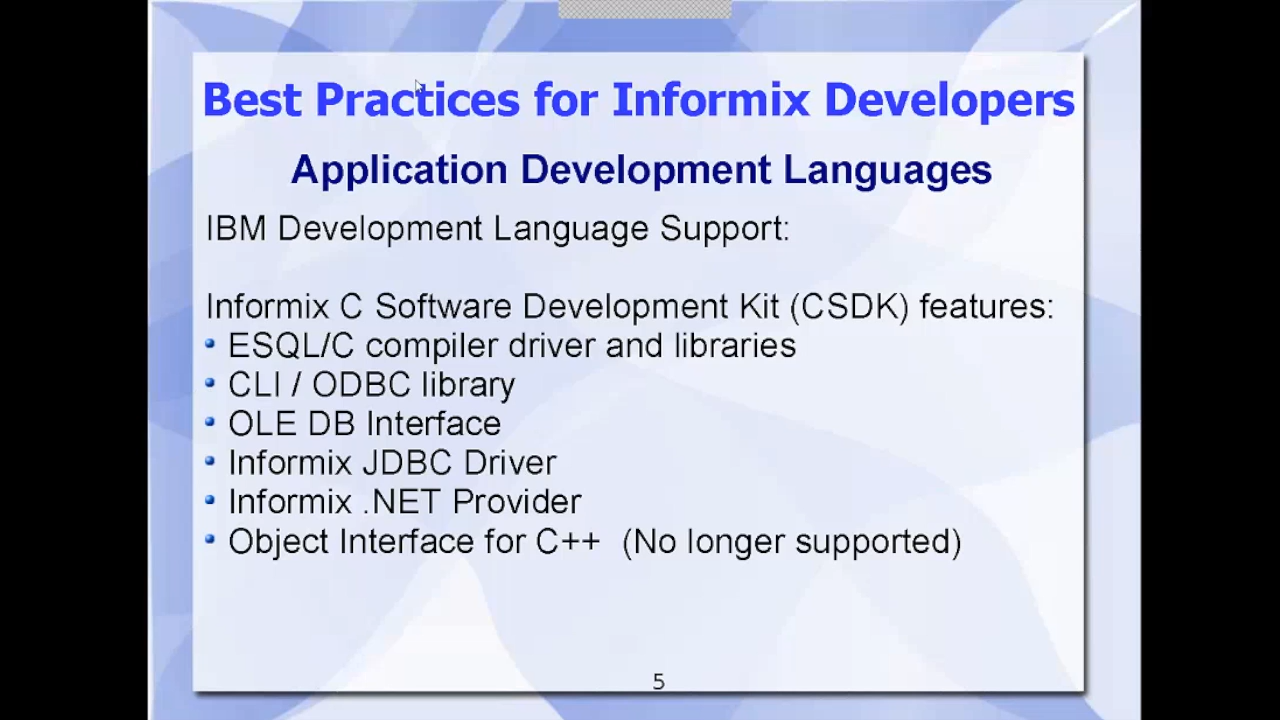 Best Practices for Informix Developers
Application Development Languages
IBM Development Language Support:
Informix C Software Development Kit (CSDK) features:
• ESQL/C compiler driver and libraries
• CLI / ODBC library
• OLE DB Interface
• Informix JDBC Driver
• Informix .NET Provider
• Object Interface for C++  (No longer supported)
5